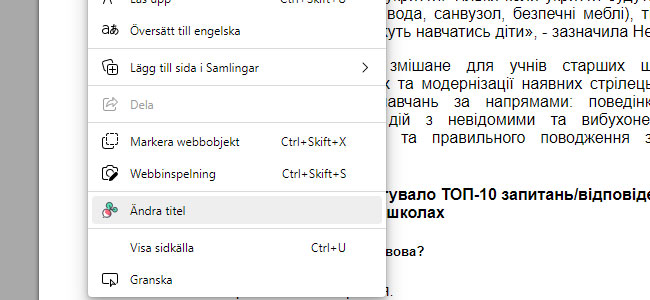 Läs upp Ctrl+Skift+U
Översätt till engelska
Lägg till sida i Samlingar
Dela
Markera webbobjekt Ctrl+Skift+X
Webbinspelning Ctrl+Skift+S
Ändra titel
Visa sidkälla Ctrl+U
Granska
вода, санвузол, безпечні меблі), т
уть навчатись діти», - зазначила Не
змішане для учнів старших ш
та модернізації наявних стрілець
авчань за напрямами: поведінк
дій з невідомими та вибухоне
та правильного поводження з
тувало ТОП-10 запитань/відповіде
школах
вова?